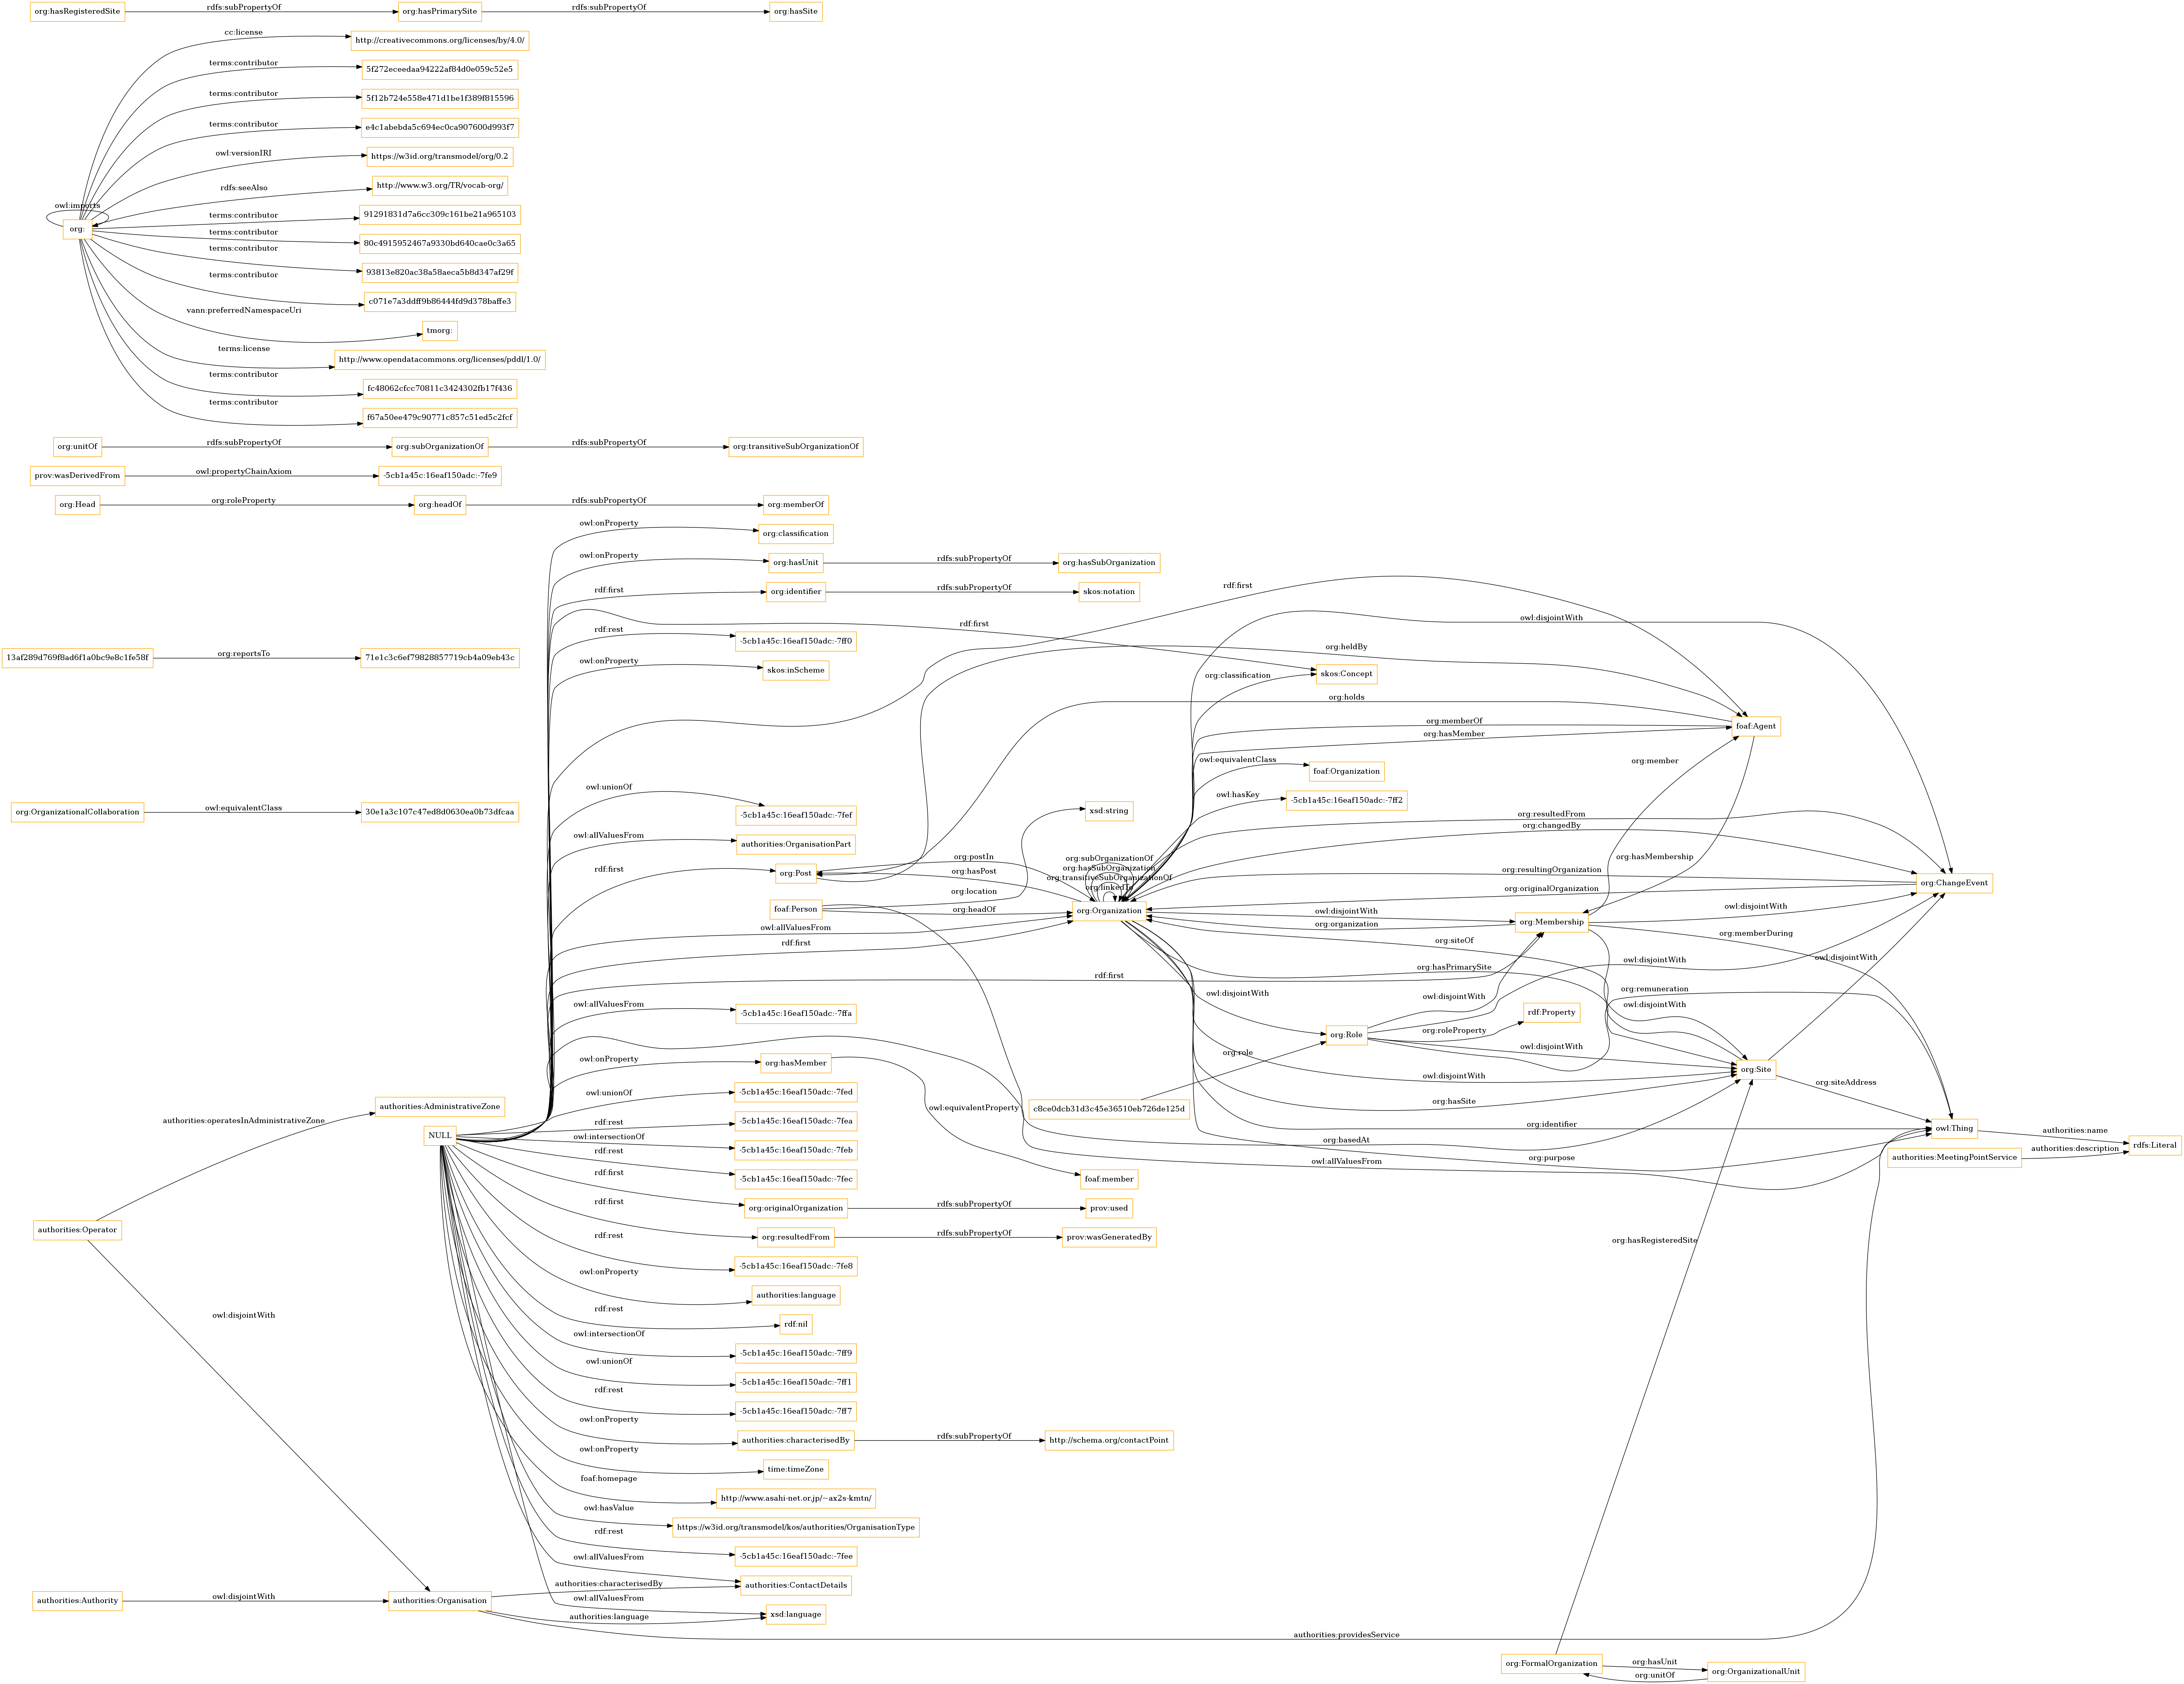 org:hasRegisteredSite
rdfs:subPropertyOf
org:hasPrimarySite
rdfs:subPropertyOf
org:hasSite
cc:license
http://creativecommons.org/licenses/by/4.0/
terms:contributor
5f272eceedaa94222af84d0e059c52e5
terms:contributor
5f12b724e558e471d1be1f389f815596
terms:contributor
e4c1abebda5c694ec0ca907600d993f7
owl:versionIRI
https://w3id.org/transmodel/org/0.2
rdfs:seeAlso
http://www.w3.org/TR/vocab-org/
owl:imports
org:
terms:contributor
91291831d7a6cc309c161be21a965103
terms:contributor
80c4915952467a9330bd640cae0c3a65
terms:contributor
93813e820ac38a58aeca5b8d347af29f
terms:contributor
c071e7a3ddff9b86444fd9d378baffe3
vann:preferredNamespaceUri
tmorg:
terms:license
http://www.opendatacommons.org/licenses/pddl/1.0/
terms:contributor
fc48062cfcc70811c3424302fb17f436
terms:contributor
f67a50ee479c90771c857c51ed5c2fcf
org:unitOf
rdfs:subPropertyOf
org:subOrganizationOf
rdfs:subPropertyOf
org:transitiveSubOrganizationOf
prov:wasDerivedFrom
owl:propertyChainAxiom
-5cb1a45c:16eaf150adc:-7fe9
org:Head
org:roleProperty
org:headOf
rdfs:subPropertyOf
org:memberOf
owl:onProperty
org:classification
owl:onProperty
org:hasUnit
rdfs:subPropertyOf
org:hasSubOrganization
rdf:first
org:identifier
rdfs:subPropertyOf
skos:notation
rdf:first
rdf:first
owl:disjointWith
rdf:rest
-5cb1a45c:16eaf150adc:-7ff0
org:heldBy
13af289d769f8ad6f1a0bc9e8c1fe58f
org:reportsTo
71e1c3c6ef79828857719cb4a09eb43c
owl:onProperty
skos:inScheme
org:classification
skos:Concept
org:holds
org:memberOf
foaf:Agent
org:hasMember
owl:equivalentClass
foaf:Organization
org:member
owl:unionOf
-5cb1a45c:16eaf150adc:-7fef
owl:hasKey
-5cb1a45c:16eaf150adc:-7ff2
xsd:string
org:OrganizationalCollaboration
owl:equivalentClass
30e1a3c107c47ed8d0630ea0b73dfcaa
org:resultedFrom
org:changedBy
owl:allValuesFrom
authorities:OrganisationPart
org:postIn
org:subOrganizationOf
org:hasSubOrganization
org:transitiveSubOrganizationOf
org:linkedTo
org:hasMembership
rdf:first
org:Post
org:hasPost
org:resultingOrganization
org:originalOrganization
org:ChangeEvent
org:location
foaf:Person
org:headOf
org:Organization
owl:disjointWith
org:organization
org:Membership
owl:disjointWith
owl:allValuesFrom
rdf:first
org:siteOf
org:memberDuring
rdf:first
org:hasPrimarySite
owl:disjointWith
owl:disjointWith
owl:disjointWith
owl:disjointWith
org:remuneration
owl:disjointWith
owl:allValuesFrom
-5cb1a45c:16eaf150adc:-7ffa
rdf:Property
org:roleProperty
org:Role
owl:disjointWith
org:role
owl:onProperty
org:hasMember
owl:disjointWith
org:Site
org:siteAddress
owl:unionOf
-5cb1a45c:16eaf150adc:-7fed
org:hasSite
owl:equivalentProperty
c8ce0dcb31d3c45e36510eb726de125d
authorities:AdministrativeZone
authorities:operatesInAdministrativeZone
rdf:rest
-5cb1a45c:16eaf150adc:-7fea
org:identifier
owl:Thing
authorities:name
rdfs:Literal
NULL
owl:intersectionOf
-5cb1a45c:16eaf150adc:-7feb
org:basedAt
org:purpose
owl:allValuesFrom
authorities:MeetingPointService
authorities:description
rdf:rest
-5cb1a45c:16eaf150adc:-7fec
foaf:member
rdf:first
org:originalOrganization
rdfs:subPropertyOf
prov:used
authorities:Operator
rdf:first
org:resultedFrom
rdfs:subPropertyOf
prov:wasGeneratedBy
org:hasRegisteredSite
rdf:rest
-5cb1a45c:16eaf150adc:-7fe8
owl:onProperty
authorities:language
owl:disjointWith
rdf:rest
rdf:nil
owl:intersectionOf
-5cb1a45c:16eaf150adc:-7ff9
owl:unionOf
-5cb1a45c:16eaf150adc:-7ff1
rdf:rest
-5cb1a45c:16eaf150adc:-7ff7
owl:onProperty
authorities:characterisedBy
rdfs:subPropertyOf
http://schema.org/contactPoint
owl:onProperty
time:timeZone
foaf:homepage
http://www.asahi-net.or.jp/~ax2s-kmtn/
owl:hasValue
https://w3id.org/transmodel/kos/authorities/OrganisationType
rdf:rest
-5cb1a45c:16eaf150adc:-7fee
owl:allValuesFrom
authorities:ContactDetails
authorities:characterisedBy
authorities:Authority
owl:disjointWith
authorities:Organisation
owl:allValuesFrom
xsd:language
authorities:language
authorities:providesService
org:FormalOrganization
org:hasUnit
org:OrganizationalUnit
org:unitOf